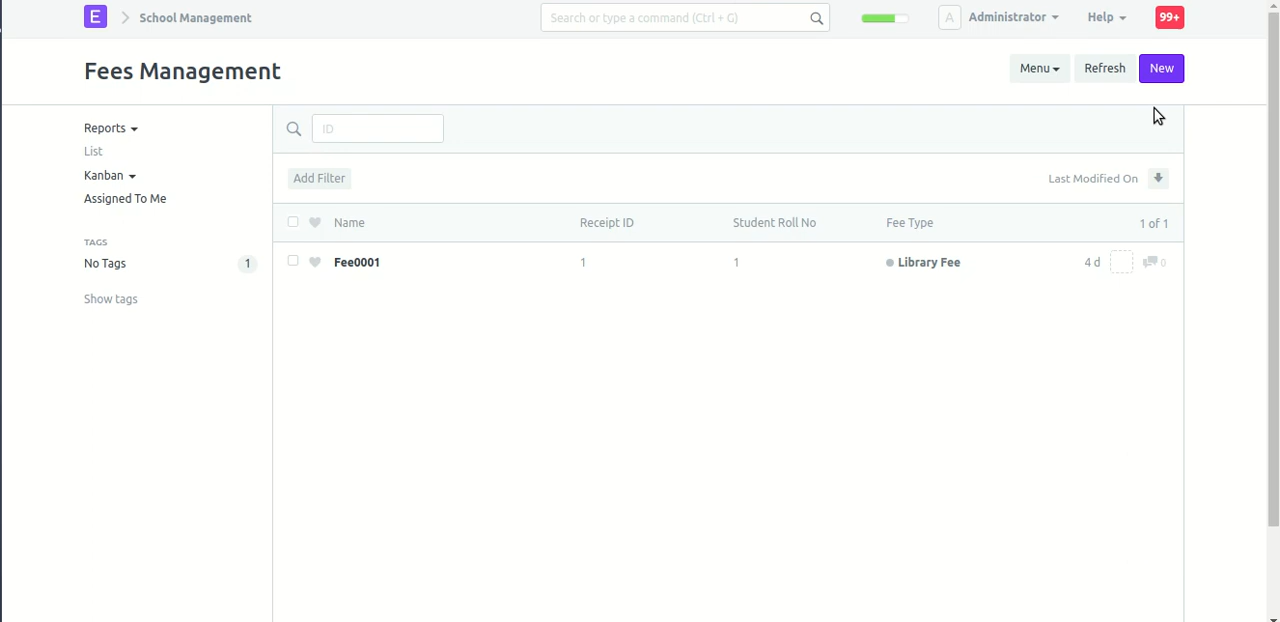 E School Management Search or type a command (Ctrl + G) A Administrator Help 99+
Fees Management Menu Refresh New
Reports
List
Kanban
Assigned To Me
TAGS
No Tags 1
Show tags
ID
Add Filter Last Modified On
Name Receipt ID Student Roll No Fee Type 1 of 1
Fee0001 1 1 Library Fee 4 d 0